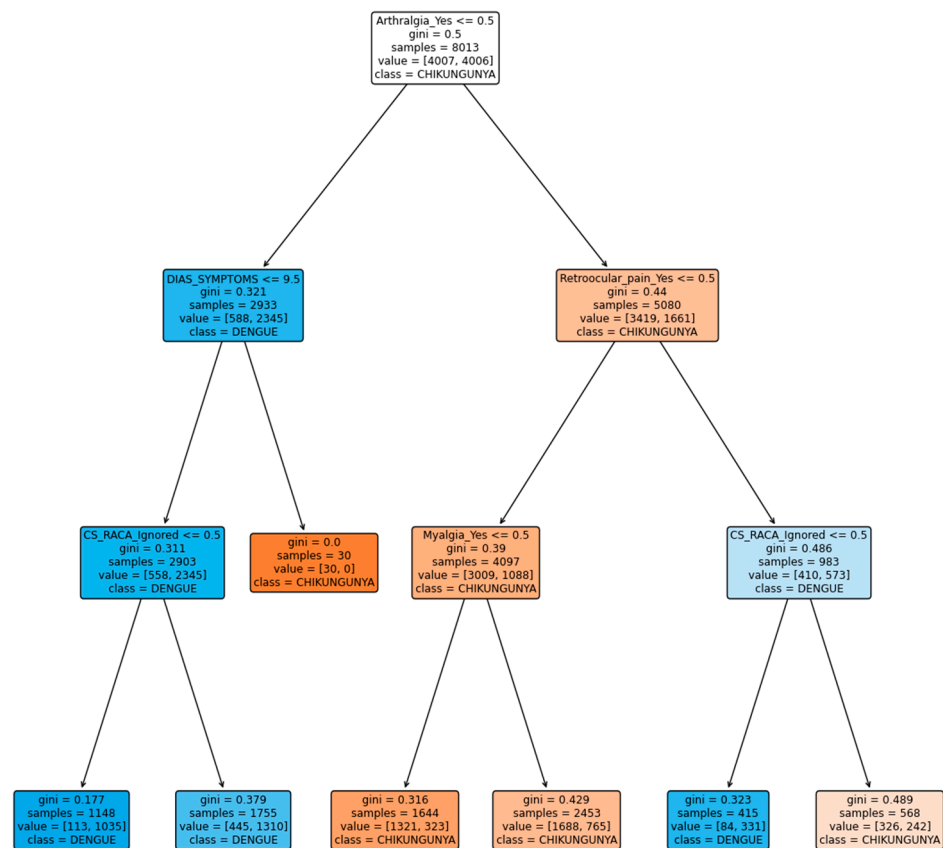 Arthralgia_Yes <= 0.5
gini = 0.5
samples = 8013
value = [4007, 4006]
class = CHIKUNGUNYA
DIAS_SYMPTOMS <= 9.5
gini = 0.321
samples = 2933
value = [588, 2345]
class = DENGUE
Retroocular_pain_Yes <= 0.5
gini = 0.44
samples = 5080
value = [3419, 1661]
class = CHIKUNGUNYA
CS_RACA_Ignored <= 0.5
gini = 0.311
samples = 2903
value = [558, 2345]
class = DENGUE
gini = 0.0
samples = 30
value = [30, 0]
class = CHIKUNGUNYA
Myalgia_Yes <= 0.5
gini = 0.39
samples = 4097
value = [3009, 1088]
class = CHIKUNGUNYA
CS_RACA_Ignored <= 0.5
gini = 0.486
samples = 983
value = [410, 573]
class = DENGUE
gini = 0.177
samples = 1148
value = [113, 1035]
class = DENGUE
gini = 0.379
samples = 1755
value = [445, 1310]
class = DENGUE
gini = 0.316
samples = 1644
value = [1321, 323]
class = CHIKUNGUNYA
gini = 0.429
samples = 2453
value = [1688, 765]
class = CHIKUNGUNYA
gini = 0.323
samples = 415
value = [84, 331]
class = DENGUE
gini = 0.489
samples = 568
value = [326, 242]
class = CHIKUNGUNYA